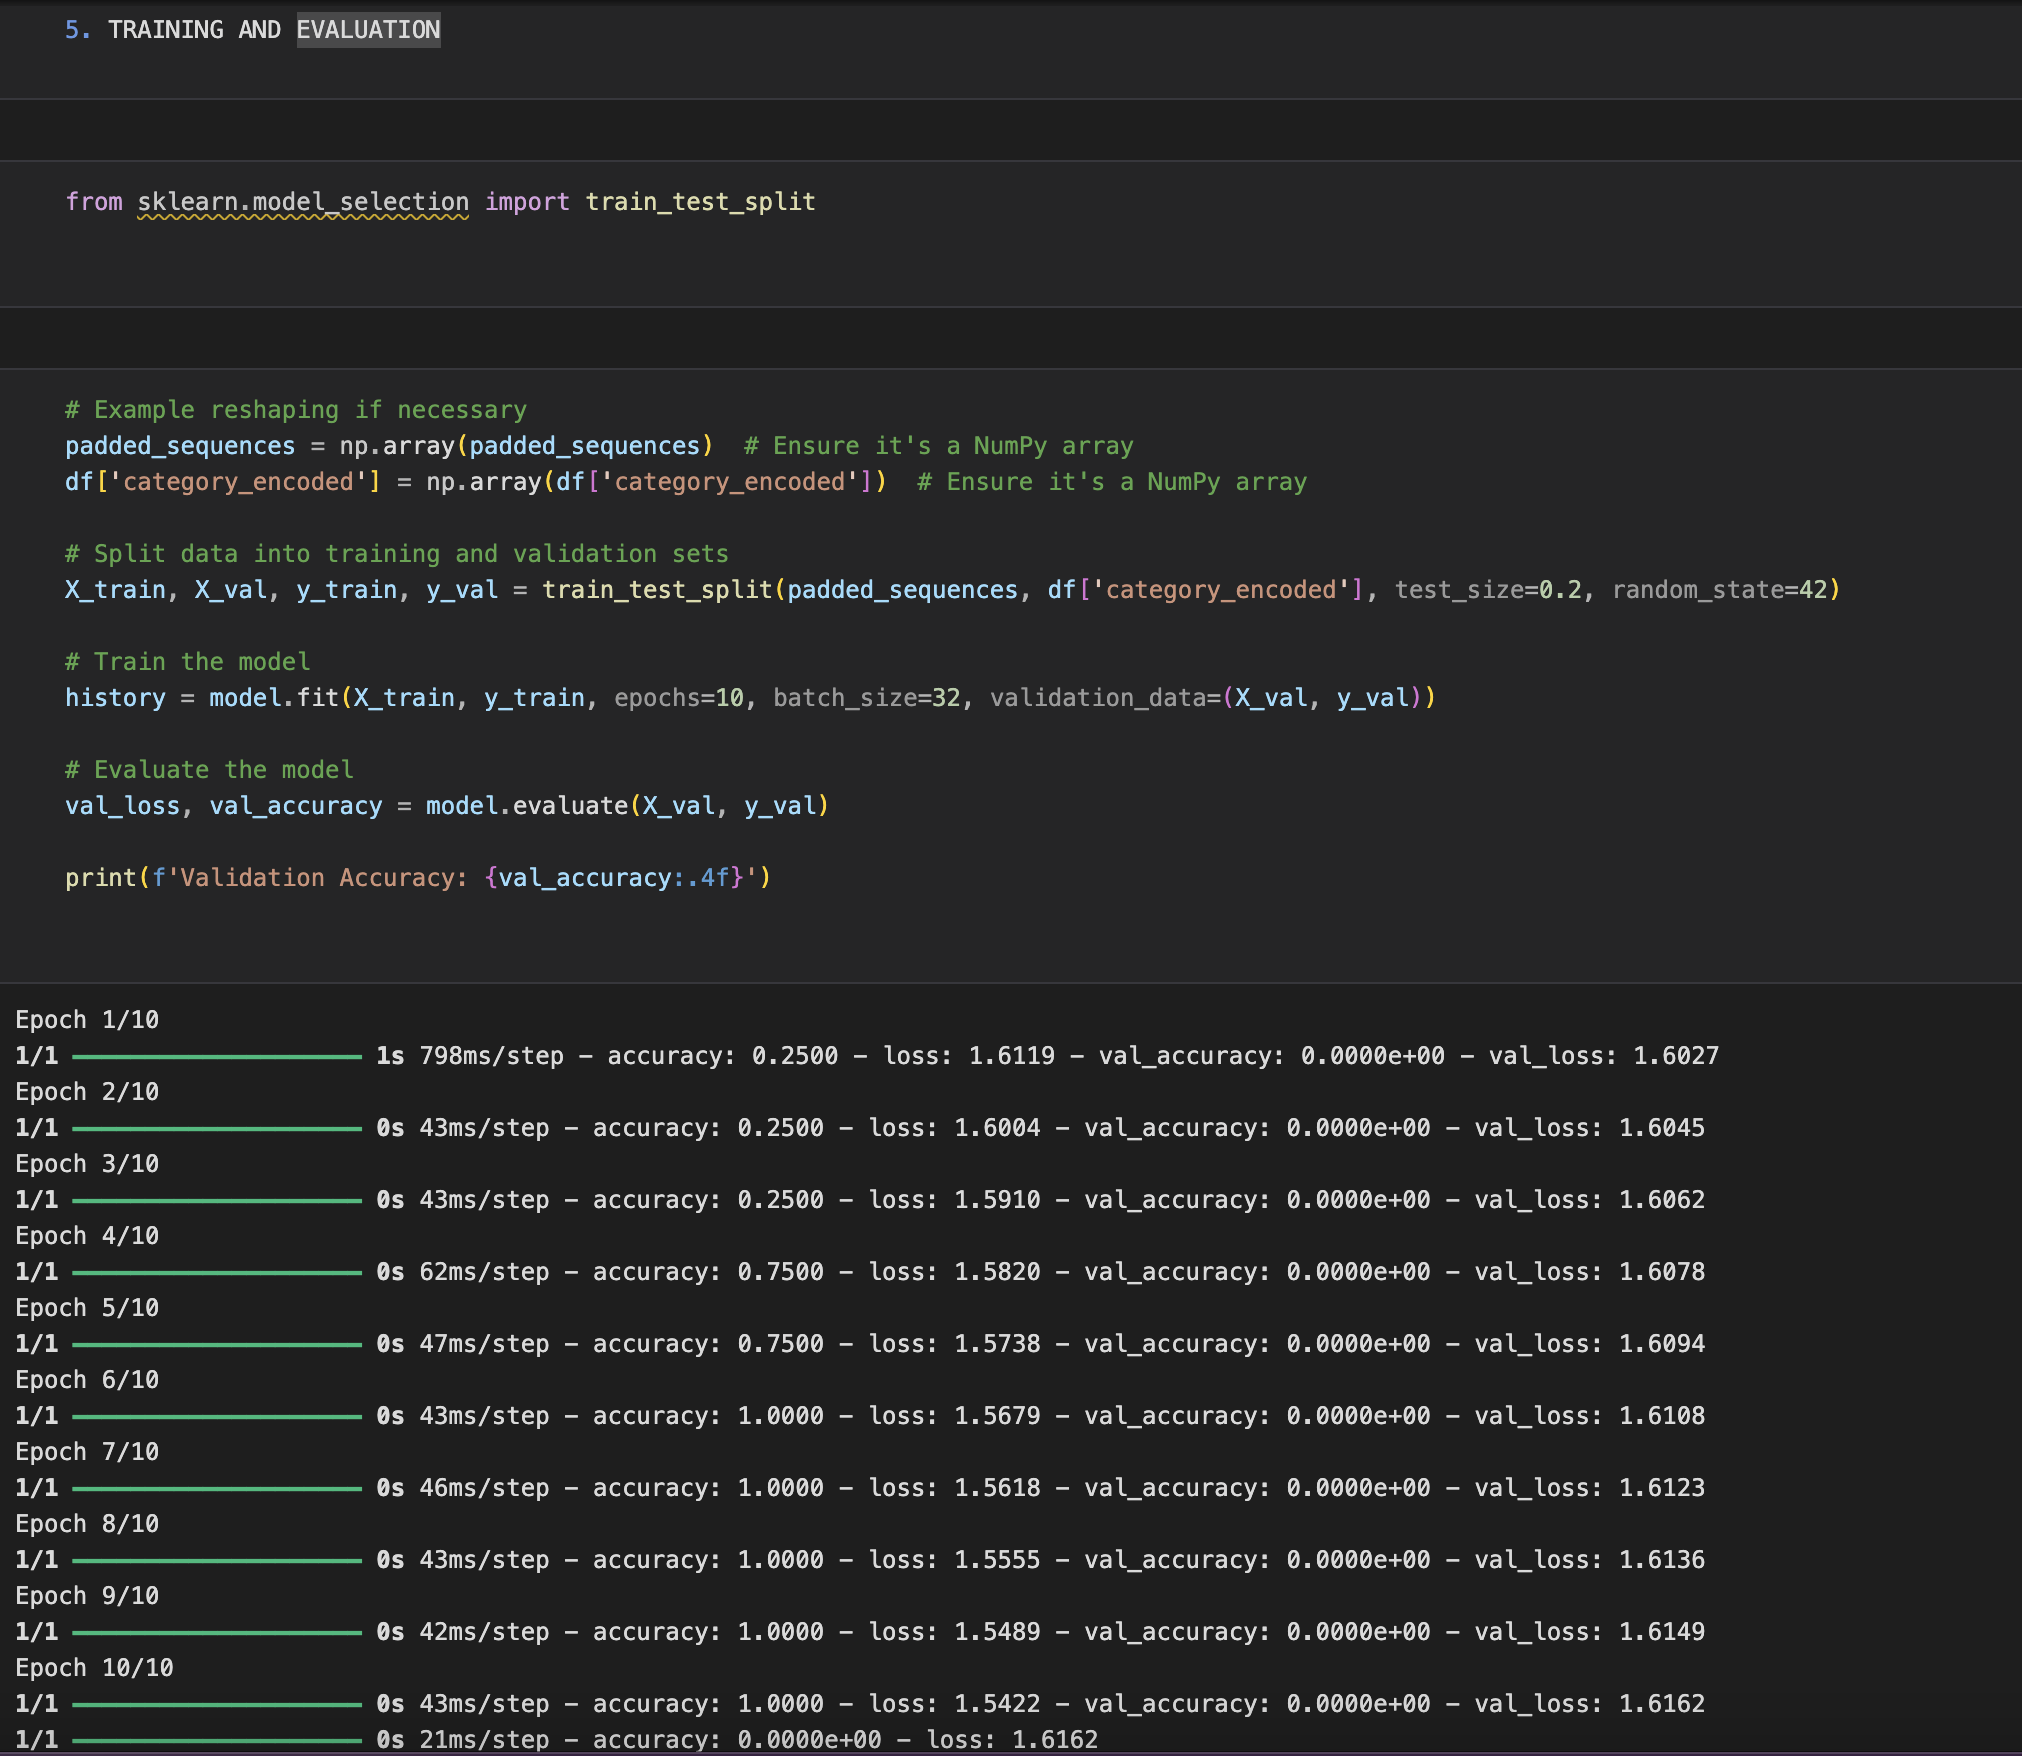 5. TRAINING AND EVALUATION
from sklearn.model_selection import train_test_split
# Example reshaping if necessary
padded_sequences = np.array(padded_sequences)  # Ensure it's a NumPy array
df['category_encoded'] = np.array(df['category_encoded'])  # Ensure it's a NumPy array
# Split data into training and validation sets
X_train, X_val, y_train, y_val = train_test_split(padded_sequences, df['category_encoded'], test_size=0.2, random_state=42)
# Train the model
history = model.fit(X_train, y_train, epochs=10, batch_size=32, validation_data=(X_val, y_val))
# Evaluate the model
val_loss, val_accuracy = model.evaluate(X_val, y_val)
print(f'Validation Accuracy: {val_accuracy:.4f}')
Epoch 1/10
1/1 1s 798ms/step - accuracy: 0.2500 - loss: 1.6119 - val_accuracy: 0.0000e+00 - val_loss: 1.6027
Epoch 2/10
1/1 0s 43ms/step - accuracy: 0.2500 - loss: 1.6004 - val_accuracy: 0.0000e+00 - val_loss: 1.6045
Epoch 3/10
1/1 0s 43ms/step - accuracy: 0.2500 - loss: 1.5910 - val_accuracy: 0.0000e+00 - val_loss: 1.6062
Epoch 4/10
1/1 0s 62ms/step - accuracy: 0.7500 - loss: 1.5820 - val_accuracy: 0.0000e+00 - val_loss: 1.6078
Epoch 5/10
1/1 0s 47ms/step - accuracy: 0.7500 - loss: 1.5738 - val_accuracy: 0.0000e+00 - val_loss: 1.6094
Epoch 6/10
1/1 0s 43ms/step - accuracy: 1.0000 - loss: 1.5679 - val_accuracy: 0.0000e+00 - val_loss: 1.6108
Epoch 7/10
1/1 0s 46ms/step - accuracy: 1.0000 - loss: 1.5618 - val_accuracy: 0.0000e+00 - val_loss: 1.6123
Epoch 8/10
1/1 0s 43ms/step - accuracy: 1.0000 - loss: 1.5555 - val_accuracy: 0.0000e+00 - val_loss: 1.6136
Epoch 9/10
1/1 0s 42ms/step - accuracy: 1.0000 - loss: 1.5489 - val_accuracy: 0.0000e+00 - val_loss: 1.6149
Epoch 10/10
1/1 0s 43ms/step - accuracy: 1.0000 - loss: 1.5422 - val_accuracy: 0.0000e+00 - val_loss: 1.6162
1/1 0s 21ms/step - accuracy: 0.0000e+00 - loss: 1.6162